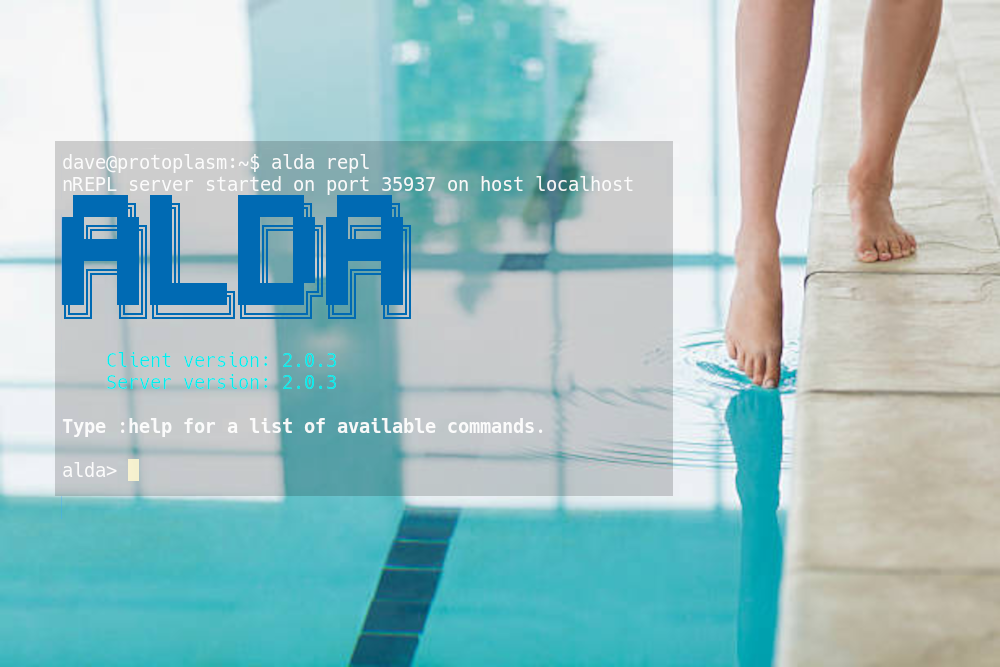 dave@protoplasm:~$ alda repl
nREPL server started on port 35937 on host localhost
ALDA
Client version: 2.0.3
Server version: 2.0.3
Type :help for a list of available commands.
alda>